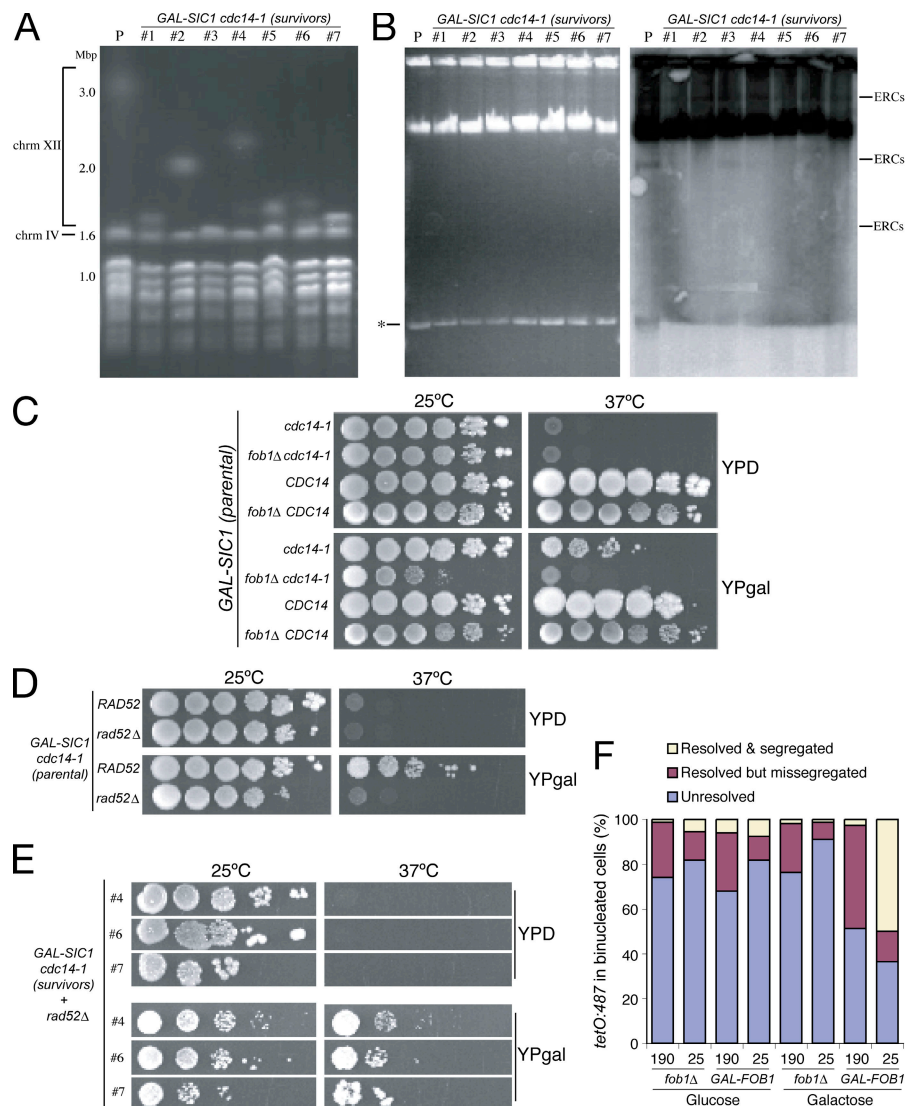 A
GAL-SIC1 cdc14-1 (survivors)
P #1 #2 #3 #4 #5 #6 #7
Mbp
3.0
chrm XII
2.0
chrm IV
1.6
1.0
B
GAL-SIC1 cdc14-1 (survivors)
P #1 #2 #3 #4 #5 #6 #7
*
GAL-SIC1 cdc14-1 (survivors)
P #1 #2 #3 #4 #5 #6 #7
ERCs
ERCs
ERCs
C
25ºC 37ºC
GAL-SIC1 (parental)
cdc14-1
fob1Δ cdc14-1
CDC14
fob1Δ CDC14
YPD
cdc14-1
fob1Δ cdc14-1
CDC14
fob1Δ CDC14
YPgal
D
25ºC 37ºC
GAL-SIC1
cdc14-1
(parental)
RAD52
rad52Δ
YPD
RAD52
rad52Δ
YPgal
E
25ºC 37ºC
GAL-SIC1
cdc14-1
(survivors)
+
rad52Δ
#4
#6
#7
YPD
#4
#6
#7
YPgal
F
Resolved & segregated
Resolved but missegregated
Unresolved
tetO:487 in binucleated cells (%)
100
80
60
40
20
0
190 25 190 25 190 25 190 25
fob1Δ GAL-FOB1 fob1Δ GAL-FOB1
Glucose Galactose